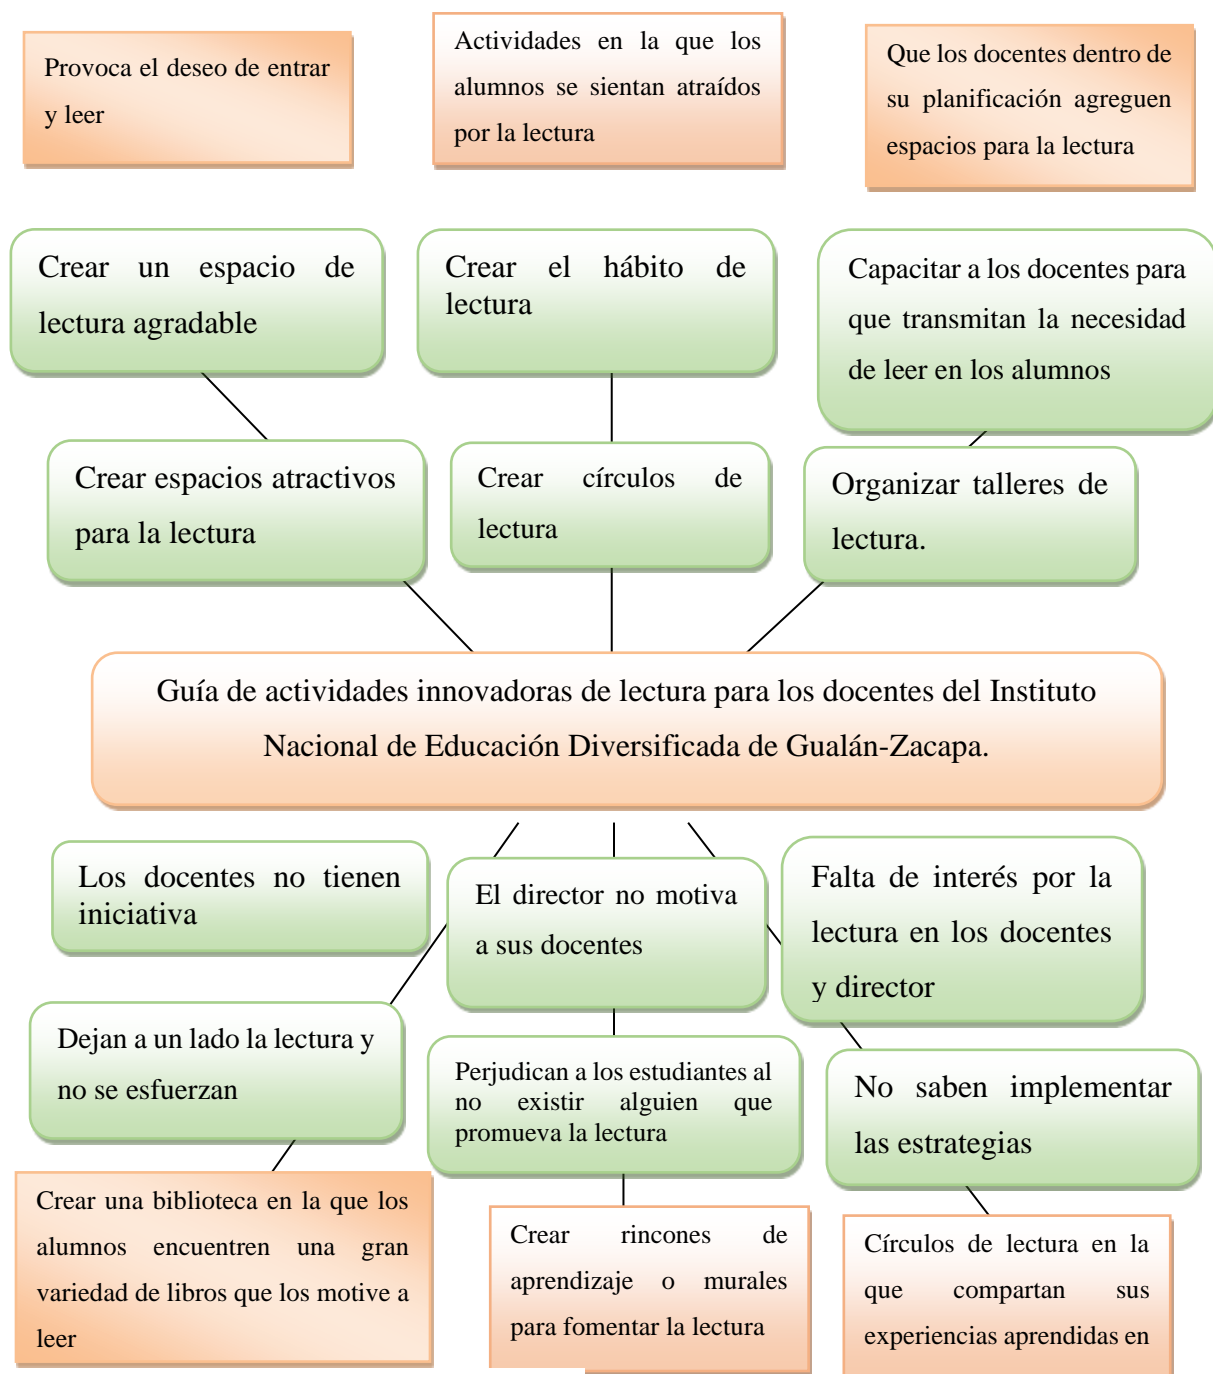 Provoca el deseo de entrar
y leer
Actividades en la que los
alumnos se sientan atraídos
por la lectura
Que los docentes dentro de
su planificación agreguen
espacios para la lectura
Crear un espacio de
lectura agradable
Crear el hábito de
lectura
Capacitar a los docentes para
que transmitan la necesidad
de leer en los alumnos
Crear espacios atractivos
para la lectura
Crear círculos de
lectura
Organizar talleres de
lectura.
Guía de actividades innovadoras de lectura para los docentes del Instituto
Nacional de Educación Diversificada de Gualán-Zacapa.
Los docentes no tienen
iniciativa
El director no motiva
a sus docentes
Falta de interés por la
lectura en los docentes
y director
Dejan a un lado la lectura y
no se esfuerzan
Perjudican a los estudiantes al
no existir alguien que
promueva la lectura
No saben implementar
las estrategias
Crear una biblioteca en la que los
alumnos encuentren una gran
variedad de libros que los motive a
leer
Crear rincones de
aprendizaje o murales
para fomentar la lectura
Círculos de lectura en la
que compartan sus
experiencias aprendidas en